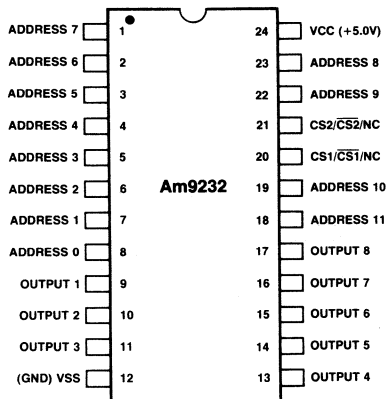 ADDRESS 7 1 24 VCC (+5.0V)
ADDRESS 6 2 23 ADDRESS 8
ADDRESS 5 3 22 ADDRESS 9
ADDRESS 4 4 21 CS2/C̅S̅2̅/NC
ADDRESS 3 5 20 CS1/C̅S̅1̅/NC
Am9232
ADDRESS 2 6 19 ADDRESS 10
ADDRESS 1 7 18 ADDRESS 11
ADDRESS 0 8 17 OUTPUT 8
OUTPUT 1 9 16 OUTPUT 7
OUTPUT 2 10 15 OUTPUT 6
OUTPUT 3 11 14 OUTPUT 5
(GND) VSS 12 13 OUTPUT 4